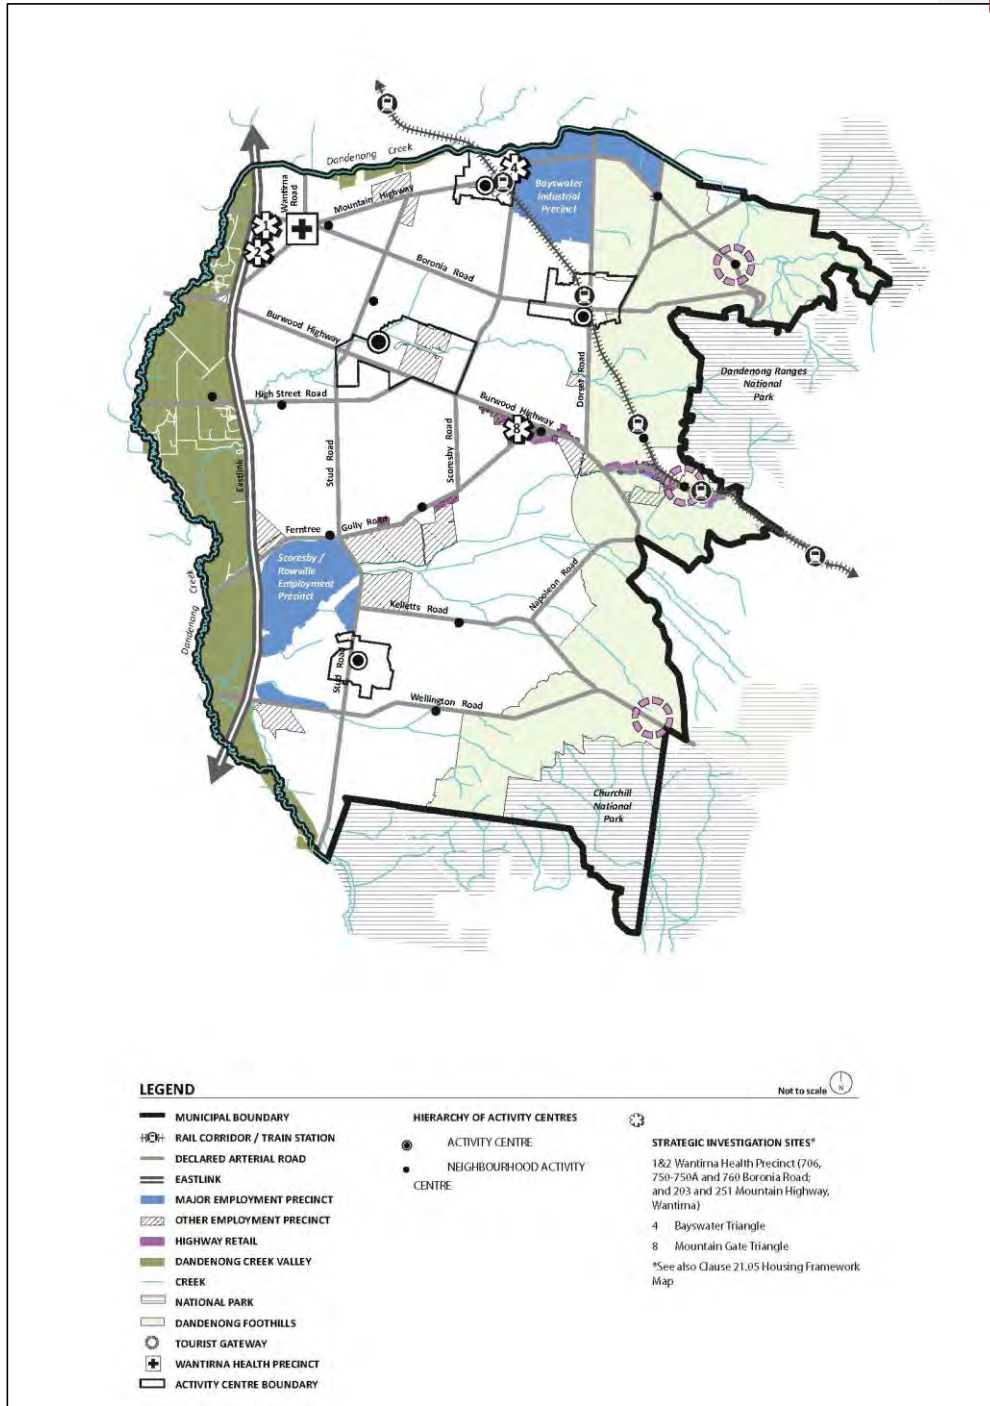 Dandenong Creek
4
Wantirna
Road
Mountain Highway
Bayswater
Industrial
Precinct
1
2
Boronia Road
Burwood Highway
Dandenong Ranges
National
Park
Dorset Road
High Street Road
Burwood Highway
8
Stud Road
Scoresby Road
Eastlink
Ferntree Gully Road
Scoresby /
Rowville
Employment
Precinct
Dandenong Creek
Napoleon Road
Kelletts Road
Stud Road
Wellington Road
Churchill
National
Park
LEGEND
Not to scale
N
MUNICIPAL BOUNDARY
RAIL CORRIDOR / TRAIN STATION
DECLARED ARTERIAL ROAD
EASTLINK
MAJOR EMPLOYMENT PRECINCT
OTHER EMPLOYMENT PRECINCT
HIGHWAY RETAIL
DANDENONG CREEK VALLEY
CREEK
NATIONAL PARK
DANDENONG FOOTHILLS
TOURIST GATEWAY
WANTIRNA HEALTH PRECINCT
ACTIVITY CENTRE BOUNDARY
HIERARCHY OF ACTIVITY CENTRES
ACTIVITY CENTRE
NEIGHBOURHOOD ACTIVITY
CENTRE
STRATEGIC INVESTIGATION SITES*
1&2 Wantirna Health Precinct (706,
750-750A and 760 Boronia Road;
and 203 and 251 Mountain Highway,
Wantirna)
4 Bayswater Triangle
8 Mountain Gate Triangle
*See also Clause 21.05 Housing Framework
Map